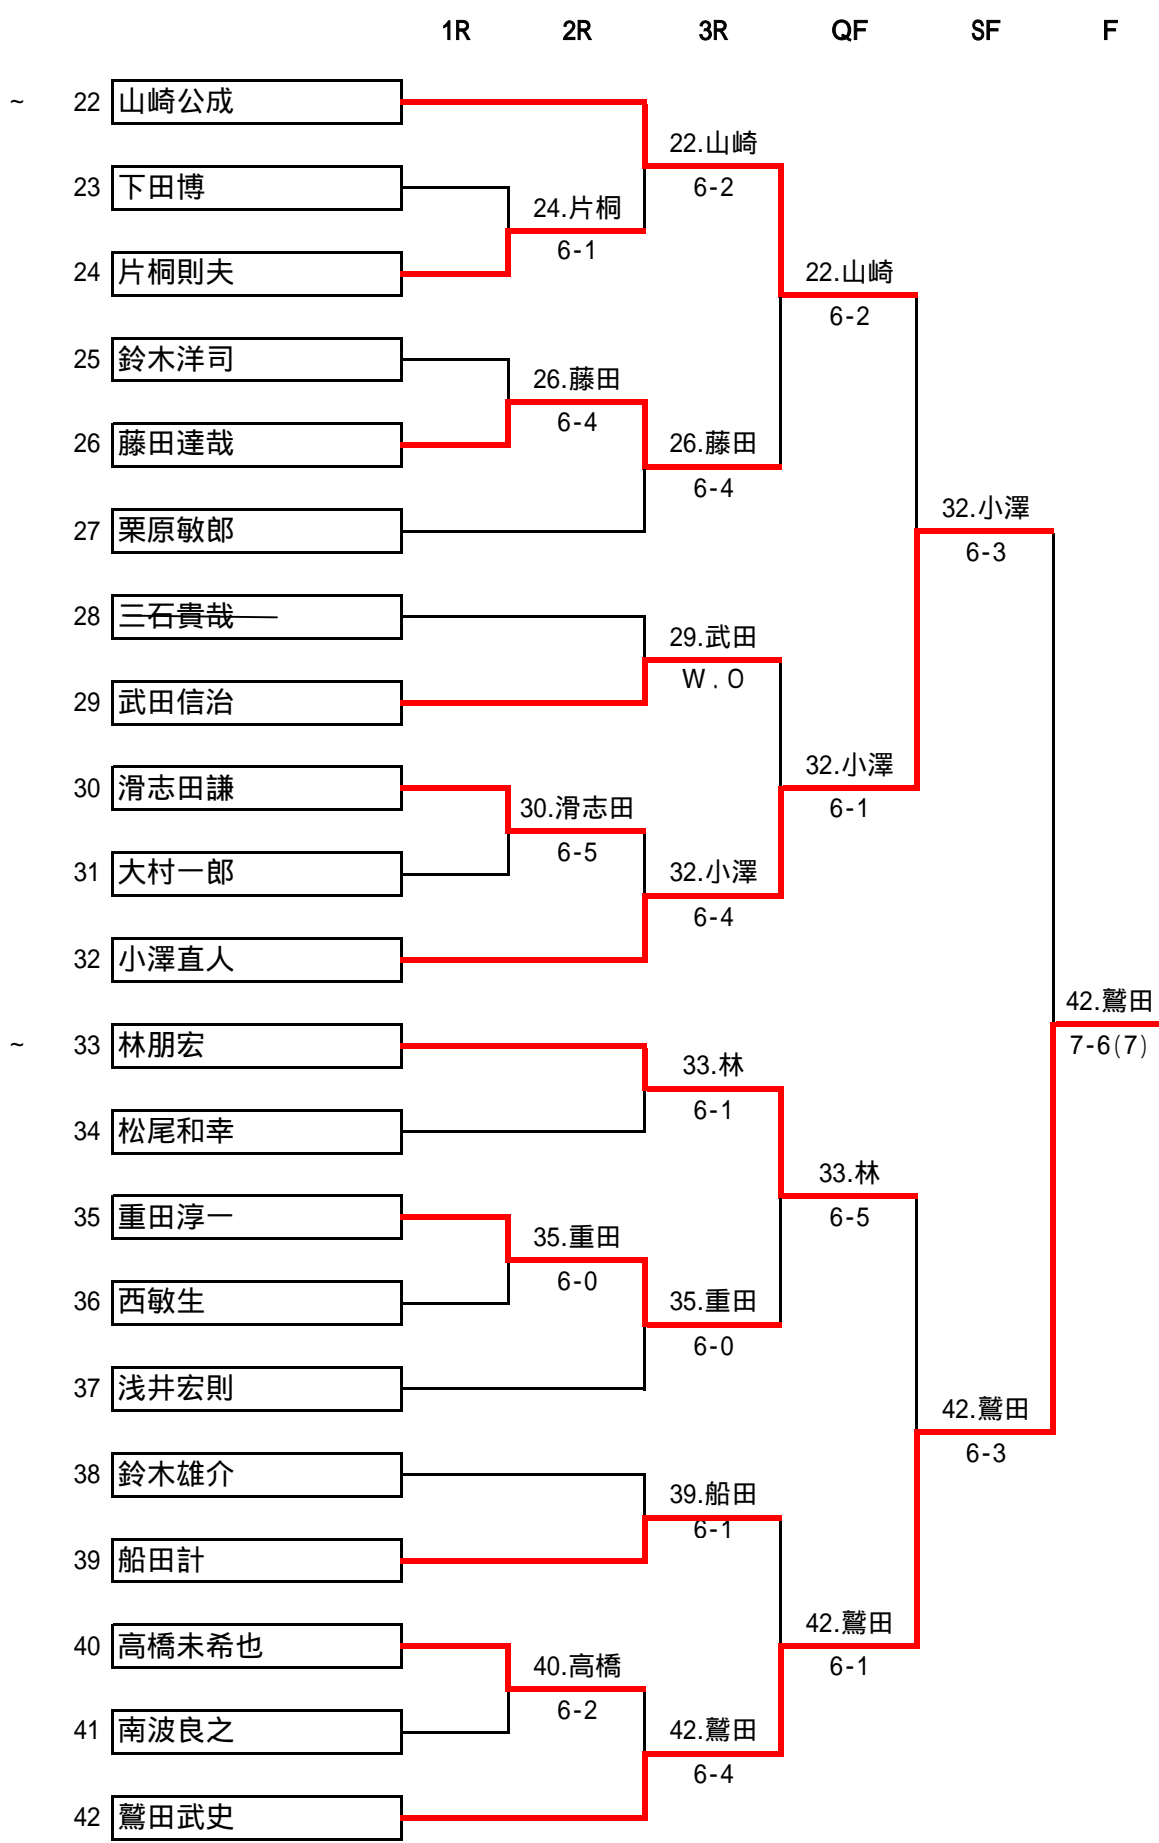 1R 2R 3R QF SF F
~ 22 山崎公成
22.山崎
23 下田博 6-2
24.片桐
6-1
24 片桐則夫 22.山崎
6-2
25 鈴木洋司
26.藤田
6-4
26 藤田達哉 26.藤田
6-4
27 栗原敏郎 32.小澤
6-3
28 三石貴哉
29.武田
W.O
29 武田信治
32.小澤
30 滑志田謙 30.滑志田 6-1
6-5
31 大村一郎 32.小澤
6-4
32 小澤直人
42.鷲田
~ 33 林朋宏 7-6(7)
33.林
6-1
34 松尾和幸
33.林
35 重田淳一 6-5
35.重田
6-0
36 西敏生 35.重田
6-0
37 浅井宏則
42.鷲田
6-3
38 鈴木雄介
39.船田
6-1
39 船田計
42.鷲田
40 高橋未希也 6-1
40.高橋
6-2
41 南波良之 42.鷲田
6-4
42 鷲田武史